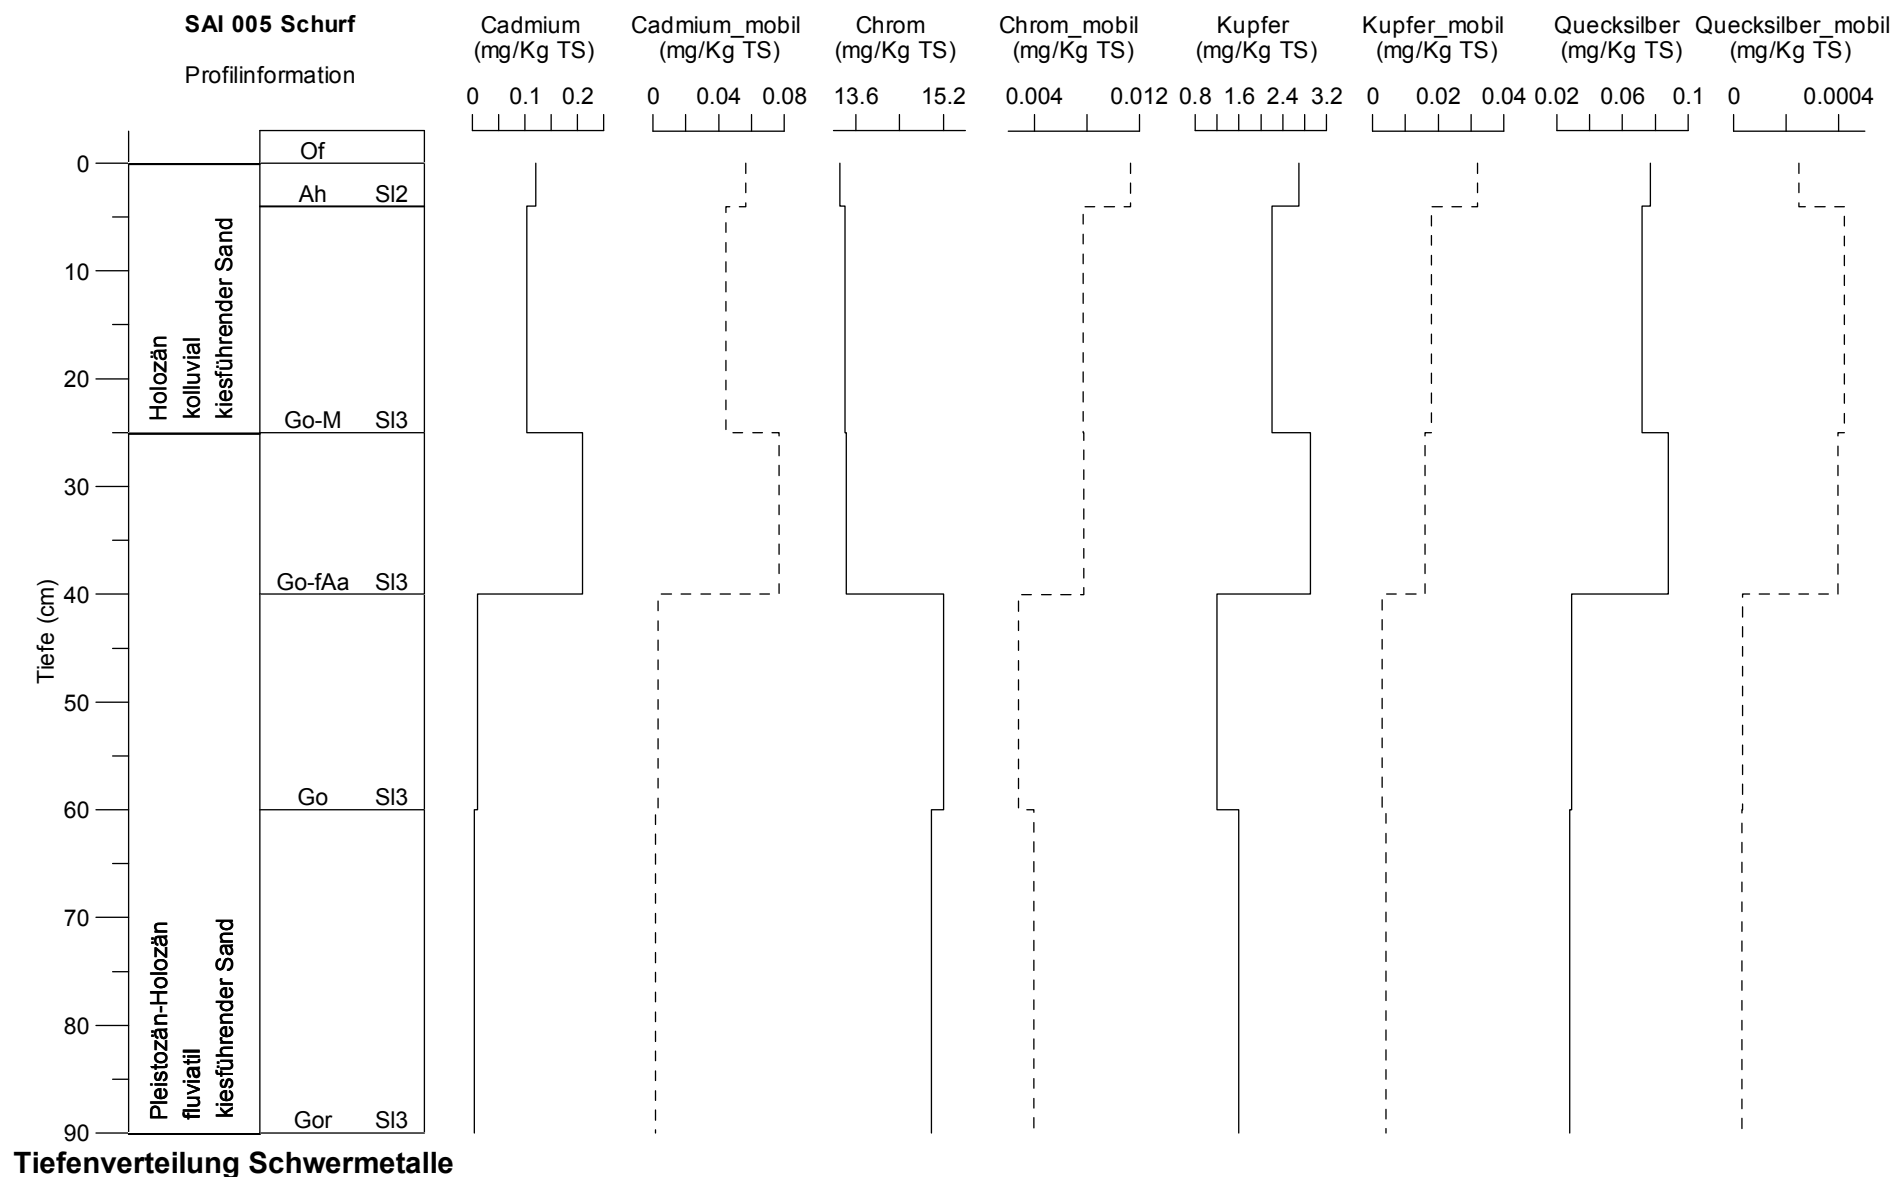 SAI 005 Schurf
Profilinformation
Cadmium
(mg/Kg TS)
0 0.1 0.2
Cadmium_mobil
(mg/Kg TS)
0 0.04 0.08
Chrom
(mg/Kg TS)
13.6 15.2
Chrom_mobil
(mg/Kg TS)
0.004 0.012
Kupfer
(mg/Kg TS)
0.8 1.6 2.4 3.2
Kupfer_mobil
(mg/Kg TS)
0 0.02 0.04
Quecksilber
(mg/Kg TS)
0.02 0.06 0.1
Quecksilber_mobil
(mg/Kg TS)
0 0.0004
Tiefe (cm)
0
10
20
30
40
50
60
70
80
90
Holozän
kolluvial
kiesführender Sand
Pleistozän-Holozän
fluviatil
kiesführender Sand
Of
Ah Sl2
Go-M Sl3
Go-fAa Sl3
Go Sl3
Gor Sl3
Tiefenverteilung Schwermetalle